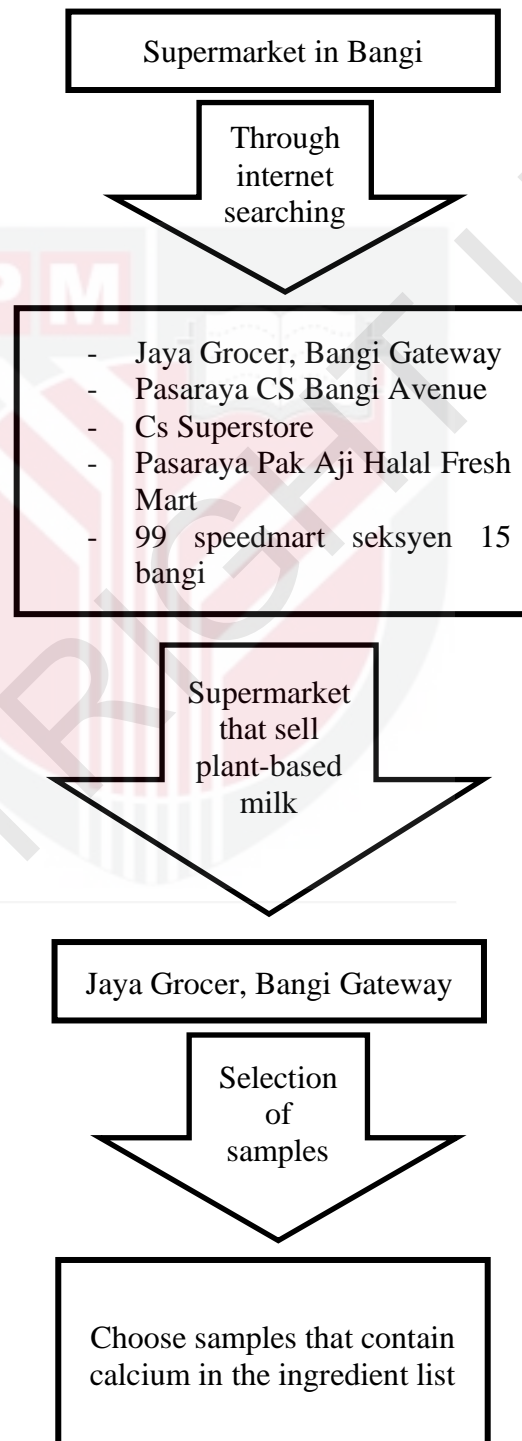 Supermarket in Bangi
Through
internet
searching
PM
- Jaya Grocer, Bangi Gateway
- Pasaraya CS Bangi Avenue
- Cs Superstore
- Pasaraya Pak Aji Halal Fresh
Mart
- 99 speedmart seksyen 15
bangi
RIGHT
Supermarket
that sell
plant-based
milk
Jaya Grocer, Bangi Gateway
Selection
of
samples
Choose samples that contain
calcium in the ingredient list